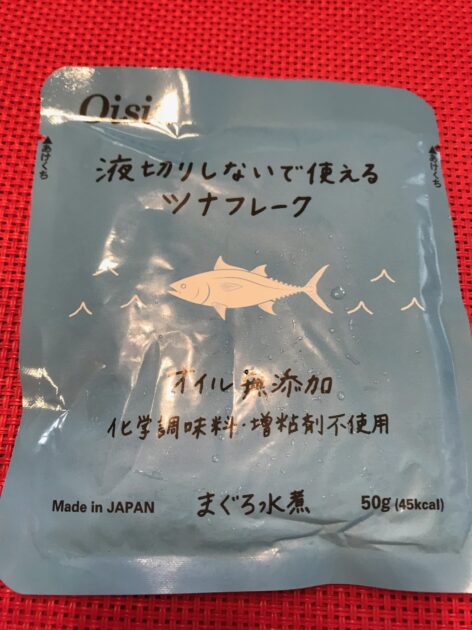 Oisi
あけくち
あけくち
液切りしないで使える
ツナフレーク
オイル無添加
化学調味料・増粘剤不使用
Made in JAPAN まぐろ水煮 50g (45kcal)